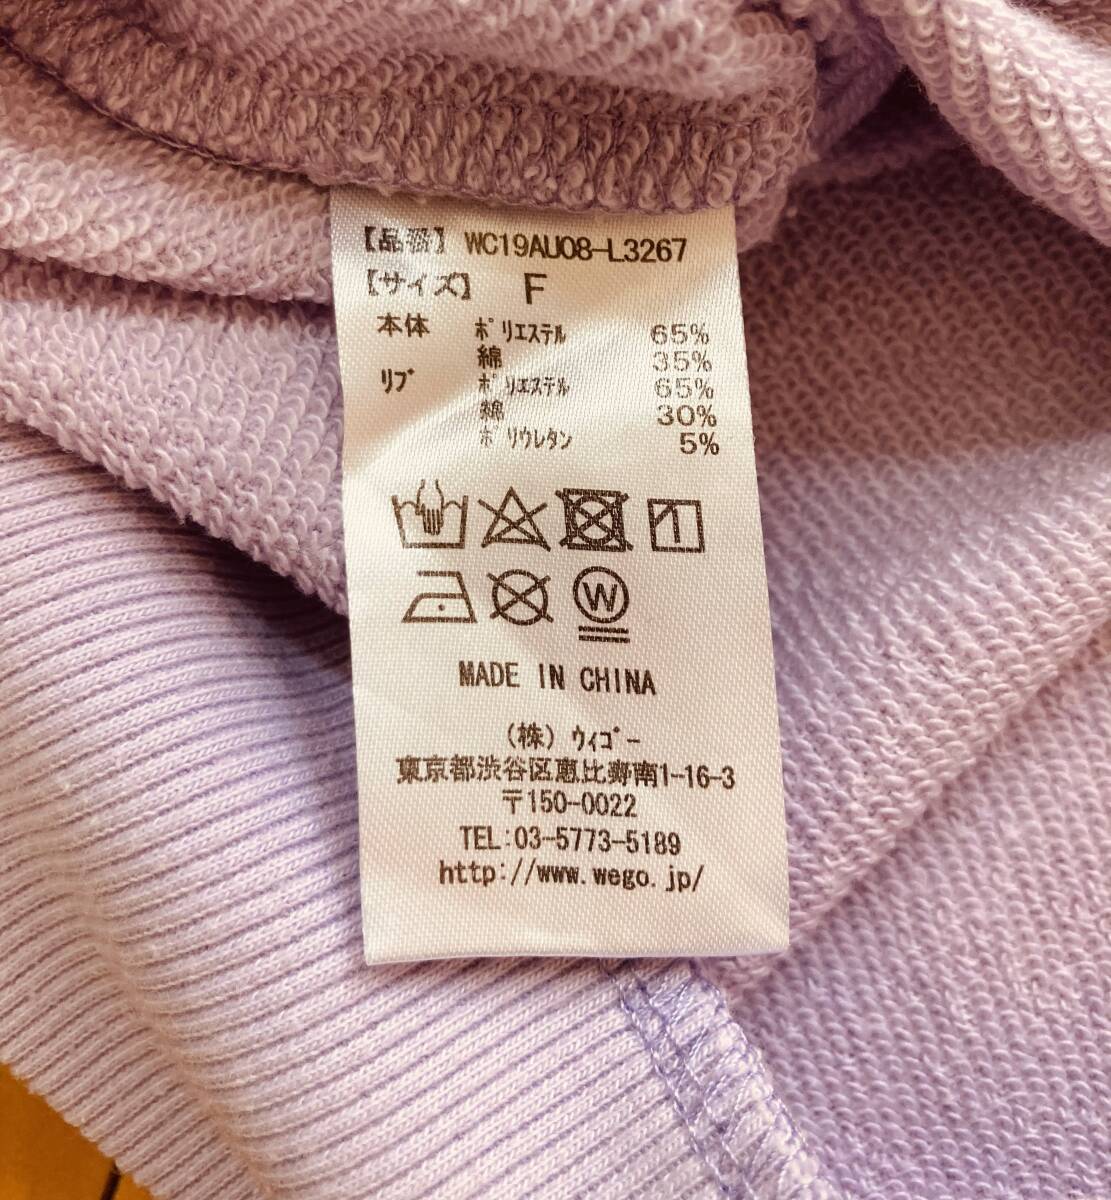 【品番】 WC19AU08-L3267
【サイズ】 F
本体 ポリエステル 65%
綿 35%
リブ ポリエステル 65%
綿 30%
ポリウレタン 5%
W
MADE IN CHINA
(株) ウィゴー
東京都渋谷区恵比寿南1-16-3
〒150-0022
TEL:03-5773-5189
http://www.wego.jp/